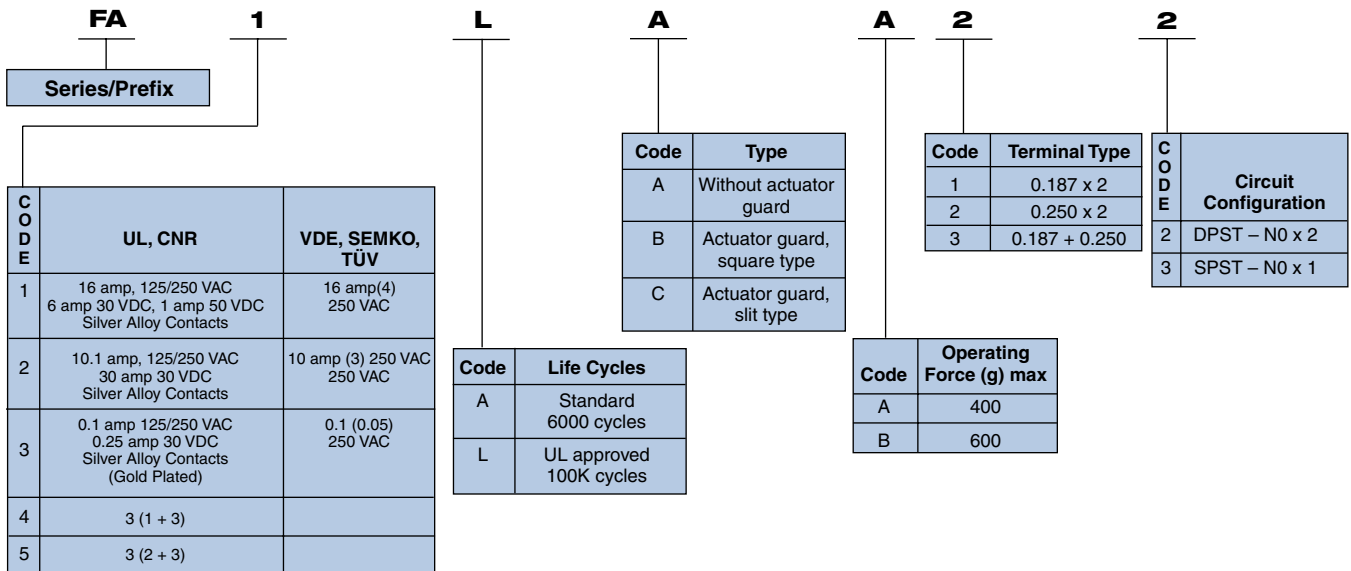 FA 1 L A A 2 2
Series/Prefix
CODE UL, CNR VDE, SEMKO,
TÜV
1 16 amp, 125/250 VAC 16 amp(4)
6 amp 30 VDC, 1 amp 50 VDC 250 VAC
Silver Alloy Contacts
2 10.1 amp, 125/250 VAC 10 amp (3) 250 VAC
30 amp 30 VDC 250 VAC
Silver Alloy Contacts
3 0.1 amp 125/250 VAC 0.1 (0.05)
0.25 amp 30 VDC 250 VAC
Silver Alloy Contacts
(Gold Plated)
4 3 (1 + 3)
5 3 (2 + 3)
Code Life Cycles
A Standard
6000 cycles
L UL approved
100K cycles
Code Type
A Without actuator
guard
B Actuator guard,
square type
C Actuator guard,
slit type
Code Operating
Force (g) max
A 400
B 600
Code Terminal Type
1 0.187 x 2
2 0.250 x 2
3 0.187 + 0.250
CODE Circuit
Configuration
2 DPST – N0 x 2
3 SPST – N0 x 1